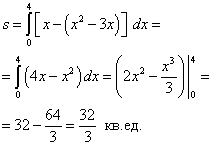 s = ∫₀⁴ [x − (x² − 3x)] dx =
= ∫₀⁴ (4x − x²) dx = (2x² − x³/3) |₀⁴ =
= 32 − 64/3 = 32/3 кв.ед.